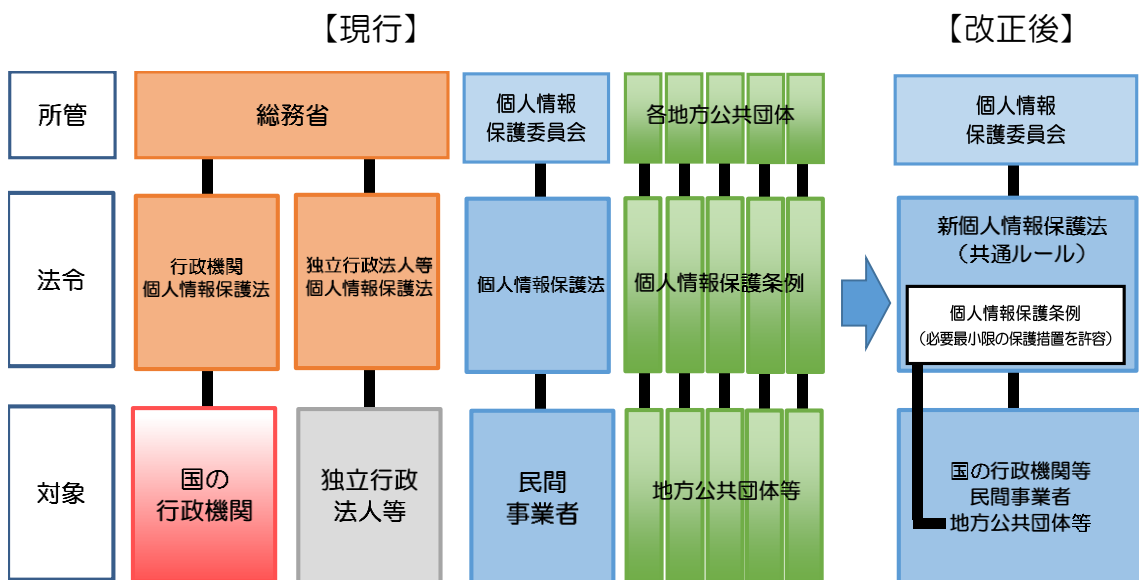 【現行】
【改正後】
所管
総務省
個人情報
保護委員会
各地方公共団体
個人情報
保護委員会
法令
行政機関
個人情報保護法
独立行政法人等
個人情報保護法
個人情報保護法
個人情報保護条例
新個人情報保護法
（共通ルール）
個人情報保護条例
（必要最小限の保護措置を許容）
対象
国の
行政機関
独立行政
法人等
民間
事業者
地方公共団体等
国の行政機関等
民間事業者
地方公共団体等